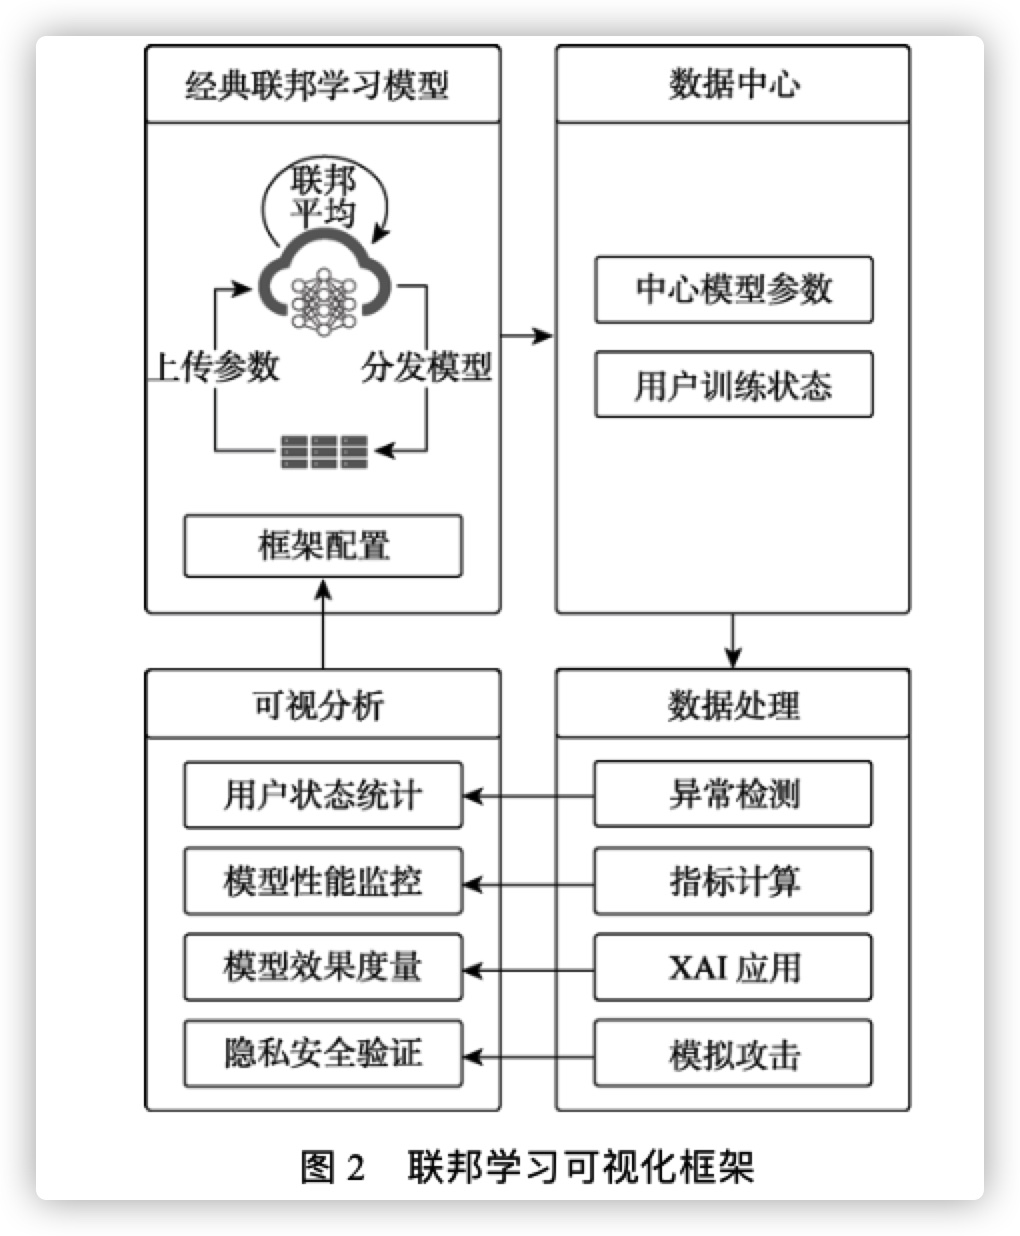 经典联邦学习模型
联邦
平均
上传参数
分发模型
框架配置
数据中心
中心模型参数
用户训练状态
可视分析
用户状态统计
模型性能监控
模型效果度量
隐私安全验证
数据处理
异常检测
指标计算
XAI 应用
模拟攻击
图 2 联邦学习可视化框架